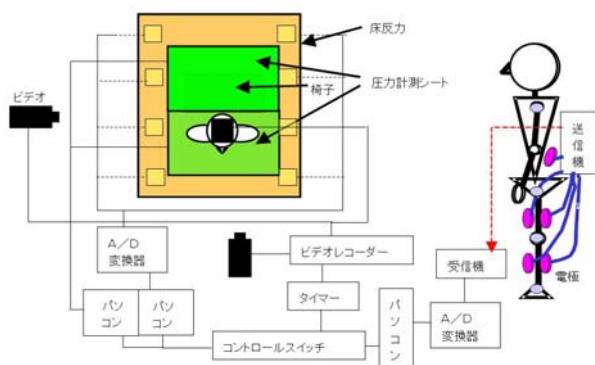 床反力
圧力計測シート
椅子
ビデオ
送
信
機
A/D
変換器
ビデオレコーダー
受信機
電極
パソ
コン
パソ
コン
タイマー
パ
ソ
コ
ン
A/D
変換器
コントロールスイッチ